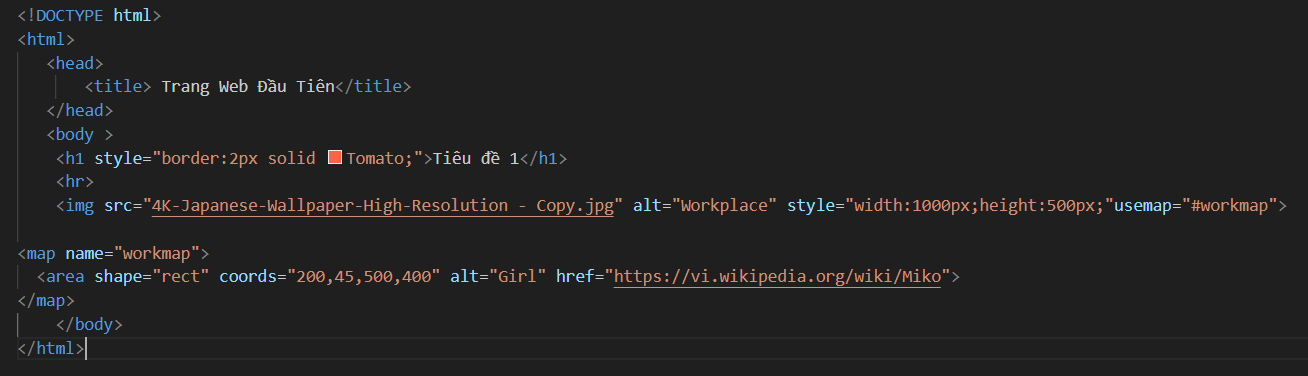 <!DOCTYPE html>
<html>
<head>
<title> Trang Web Đầu Tiên</title>
</head>
<body >
<h1 style="border:2px solid Tomato;">Tiêu đề 1</h1>
<hr>
<img src="4K-Japanese-Wallpaper-High-Resolution - Copy.jpg" alt="Workplace" style="width:1000px;height:500px;"usemap="#workmap">
<map name="workmap">
<area shape="rect" coords="200,45,500,400" alt="Girl" href="https://vi.wikipedia.org/wiki/Miko">
</map>
</body>
</html>